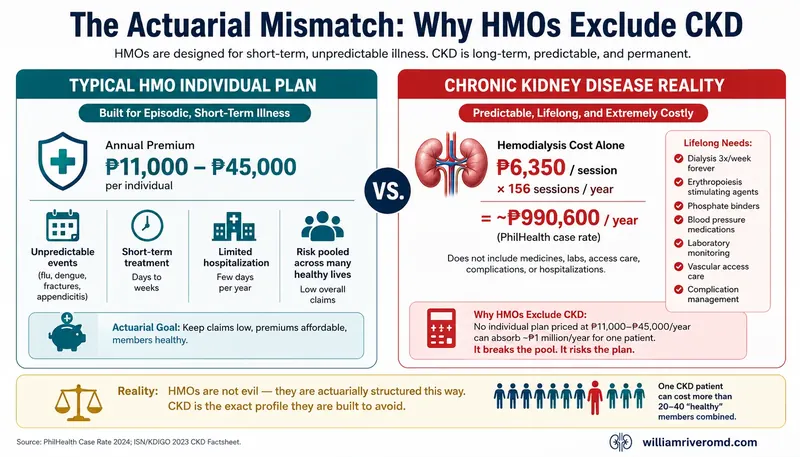 The Actuarial Mismatch: Why HMOs Exclude CKD
HMOs are designed for short-term, unpredictable illness. CKD is long-term, predictable, and permanent.
TYPICAL HMO INDIVIDUAL PLAN
Built for Episodic, Short-Term Illness
Annual Premium
₱11,000 – ₱45,000
per individual
Unpredictable
events
(flu, dengue,
fractures,
appendicitis)
Short-term
treatment
Days to
weeks
Limited
hospitalization
Few days
per year
Risk pooled
across many
healthy lives
Low overall
claims
Actuarial Goal: Keep claims low, premiums affordable,
members healthy.
VS.
CHRONIC KIDNEY DISEASE REALITY
Predictable, Lifelong, and Extremely Costly
Hemodialysis Cost Alone
₱6,350 / session
× 156 sessions / year
= ~₱990,600 / year
(PhilHealth case rate)
Does not include medicines, labs, access care,
complications, or hospitalizations.
Lifelong Needs:
Dialysis 3x/week
forever
Erythropoiesis
stimulating agents
Phosphate binders
Blood pressure
medications
Laboratory
monitoring
Vascular access
care
Complication
management
Why HMOs Exclude CKD:
No individual plan priced at ₱11,000–₱45,000/year
can absorb ~₱1 million/year for one patient.
It breaks the pool. It risks the plan.
Reality: HMOs are not evil — they are actuarially structured this way.
CKD is the exact profile they are built to avoid.
One CKD patient
can cost more than
20–40 "healthy"
members combined.
Source: PhilHealth Case Rate 2024; ISN/KDIGO 2023 CKD Factsheet.
williamriveromd.com